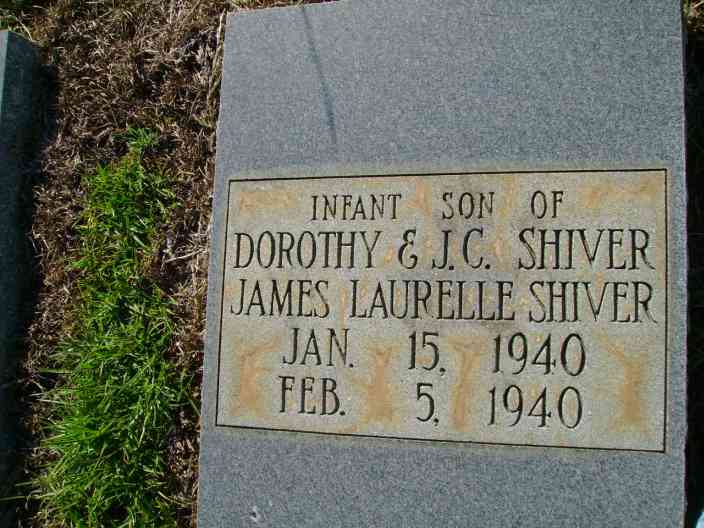 INFANT SON OF
DOROTHY & J.C. SHIVER
JAMES LAURELLE SHIVER
JAN. 15, 1940
FEB. 5, 1940